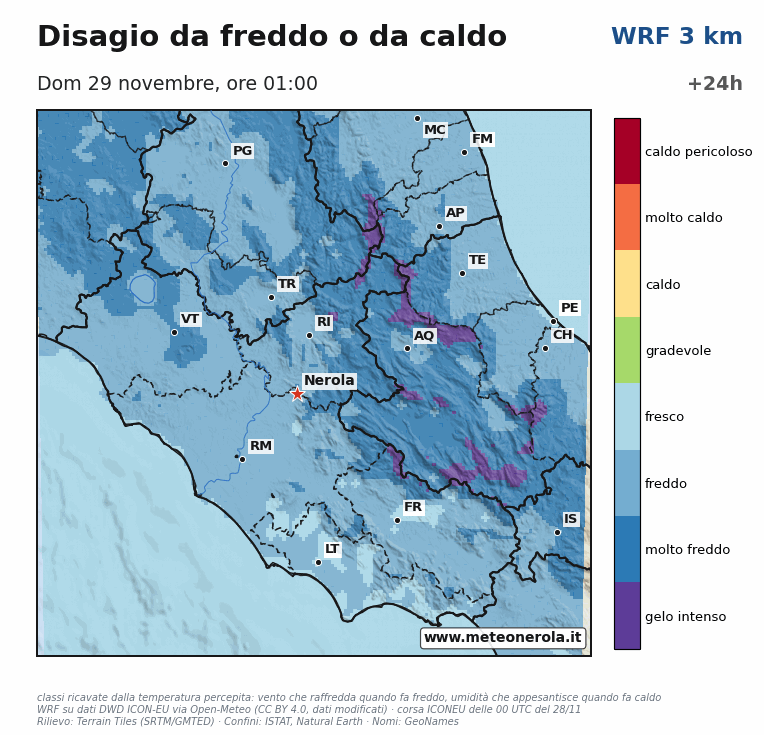 Disagio da freddo o da caldo
WRF 3 km
Dom 29 novembre, ore 01:00
+24h
MC
FM
PG
AP
TE
TR
PE
VT
RI
AQ
CH
Nerola
RM
FR
IS
LT
www.meteonerola.it
caldo pericoloso
molto caldo
caldo
gradevole
fresco
freddo
molto freddo
gelo intenso
classi ricavate dalla temperatura percepita: vento che raffredda quando fa freddo, umidità che appesantisce quando fa caldo
WRF su dati DWD ICON-EU via Open-Meteo (CC BY 4.0, dati modificati) · corsa ICONEU delle 00 UTC del 28/11
Rilievo: Terrain Tiles (SRTM/GMTED) · Confini: ISTAT, Natural Earth · Nomi: GeoNames